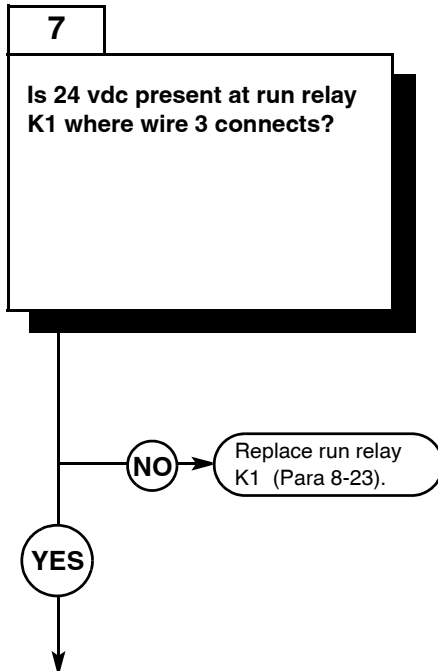 7
Is 24 vdc present at run relay
K1 where wire 3 connects?
NO
Replace run relay
K1 (Para 8-23).
YES